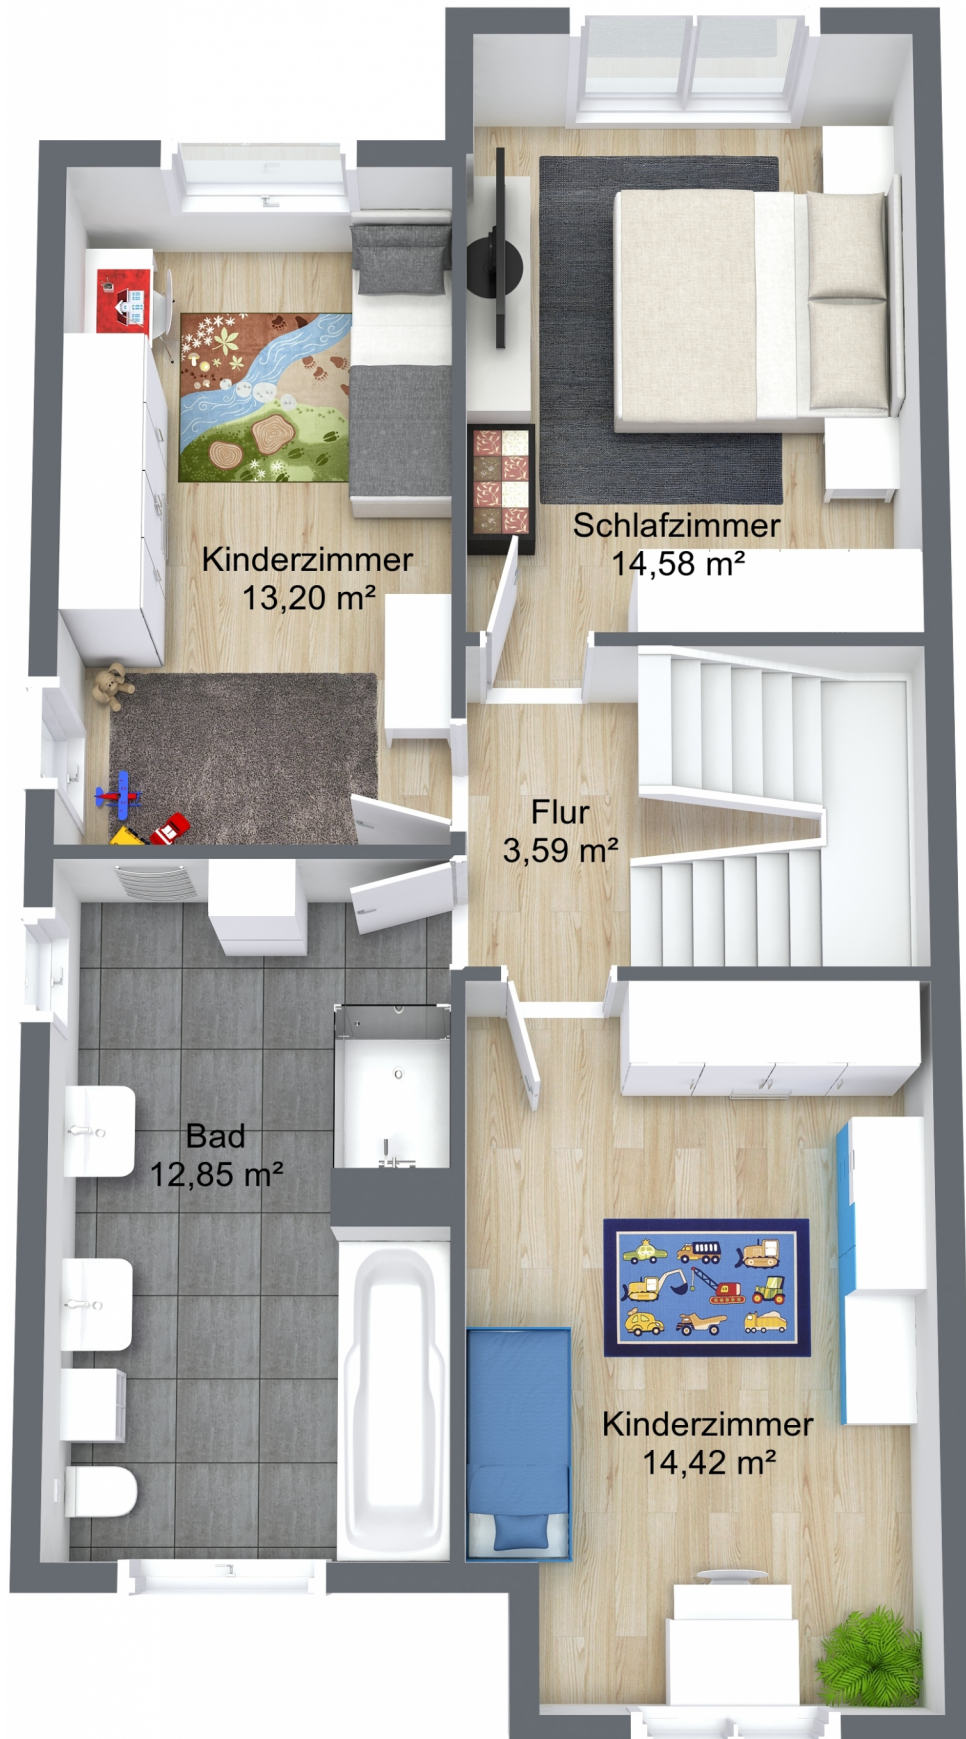 Schlafzimmer
14,58 m²
Kinderzimmer
13,20 m²
Flur
3,59 m²
Bad
12,85 m²
Kinderzimmer
14,42 m²